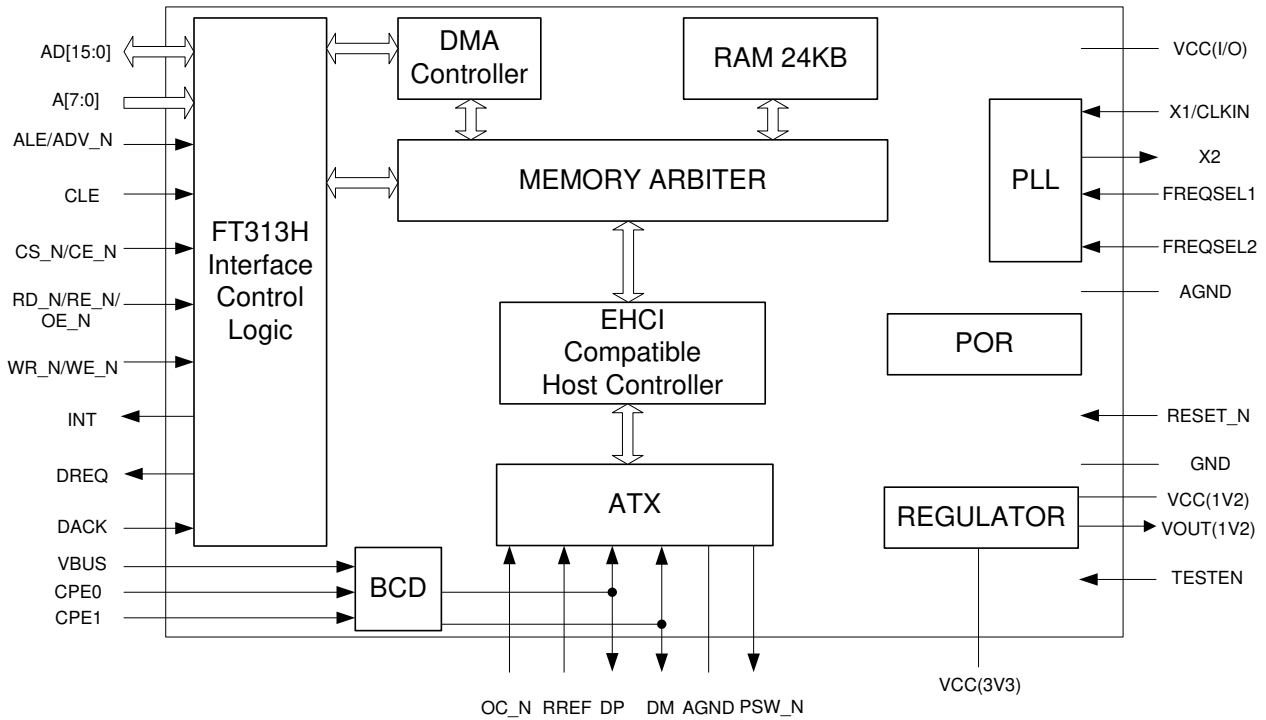 AD[15:0]
A[7:0]
ALE/ADV_N
CLE
CS_N/CE_N
RD_N/RE_N/
OE_N
WR_N/WE_N
INT
DREQ
DACK
VBUS
CPE0
CPE1
FT313H
Interface
Control
Logic
DMA
Controller
RAM 24KB
MEMORY ARBITER
EHCI
Compatible
Host Controller
ATX
BCD
PLL
POR
REGULATOR
VCC(I/O)
X1/CLKIN
X2
FREQSEL1
FREQSEL2
AGND
RESET_N
GND
VCC(1V2)
VOUT(1V2)
TESTEN
VCC(3V3)
OC_N RREF DP DM AGND PSW_N